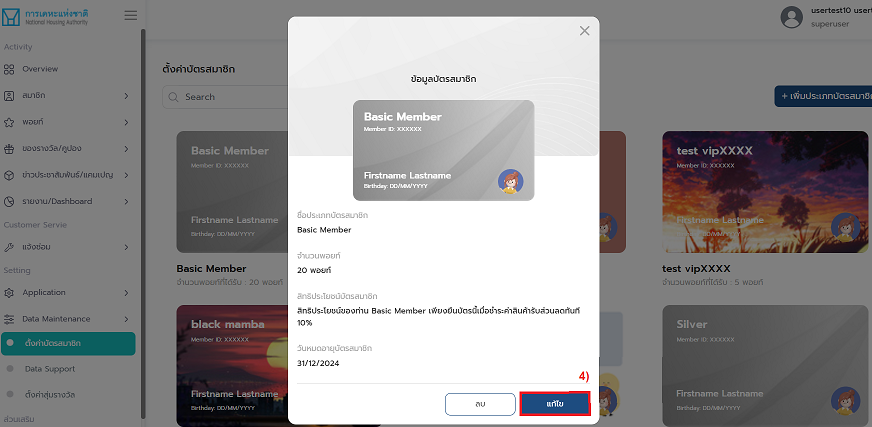 การเคหะแห่งชาติ
National Housing Authority
usertest10 usert
superuser
Activity
Overview
สมาชิก
พอยท์
ของรางวัล/คูปอง
ข่าวประชาสัมพันธ์/แคมเปญ
รายงาน/Dashboard
Customer Servie
แจ้งซ่อม
Setting
Application
Data Maintenance
ตั้งค่าบัตรสมาชิก
Data Support
ตั้งค่าสุ่มรางวัล
ส่วนเสริม
ตั้งค่าบัตรสมาชิก
Search
+ เพิ่มประเภทบัตรสมาชิก
Basic Member
Member ID: XXXXXX
Firstname Lastname
Birthday: DD/MM/YYYY
Basic Member
จำนวนพอยท์ที่ได้รับ : 20 พอยท์
test vipXXXX
Member ID: XXXXXX
Firstname Lastname
Birthday: DD/MM/YYYY
test vipXXXX
จำนวนพอยท์ที่ได้รับ : 5 พอยท์
black mamba
Member ID: XXXXXX
Firstname Lastname
Birthday: DD/MM/YYYY
Silver
Member ID: XXXXXX
Firstname Lastname
Birthday: DD/MM/YYYY
ข้อมูลบัตรสมาชิก
Basic Member
Member ID: XXXXXX
Firstname Lastname
Birthday: DD/MM/YYYY
ชื่อประเภทบัตรสมาชิก
Basic Member
จำนวนพอยท์
20 พอยท์
สิทธิประโยชน์บัตรสมาชิก
สิทธิประโยชน์ของท่าน Basic Member เพียงยืนบัตรนี้เมื่อชำระค่าสินค้ารับส่วนลดทันที
10%
วันหมดอายุบัตรสมาชิก
31/12/2024
4)
ลบ
แก้ไข